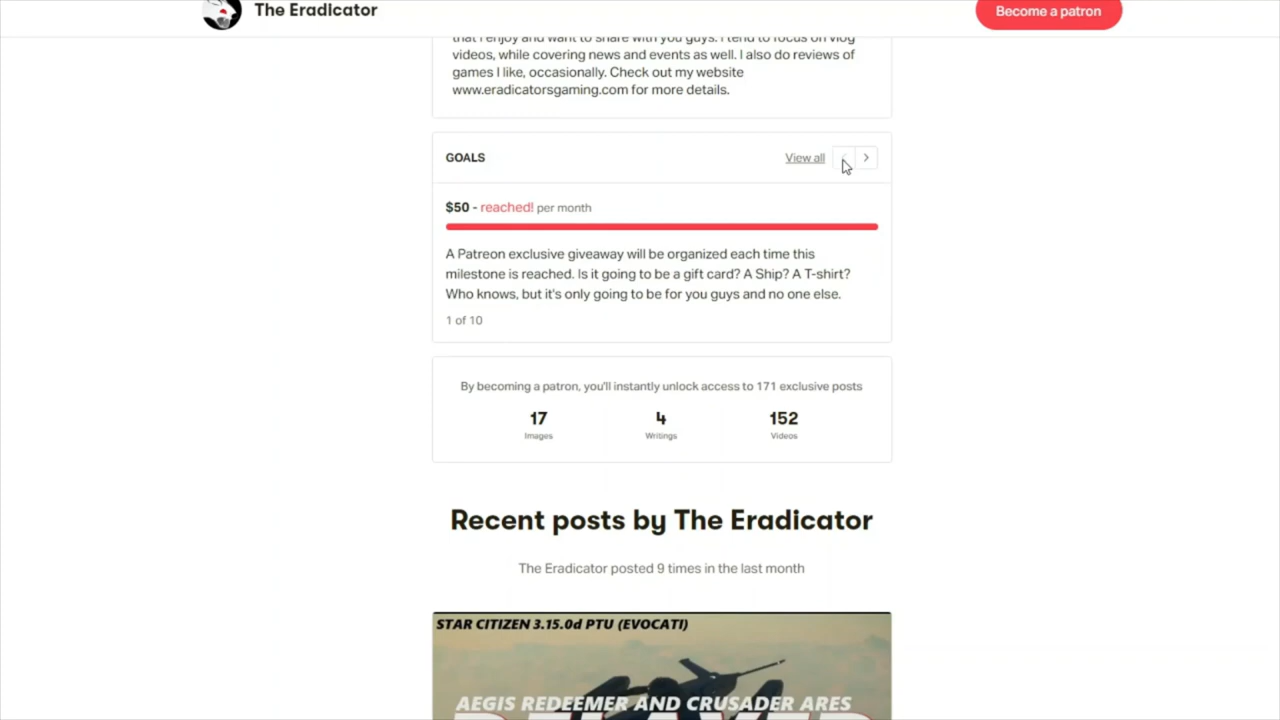 The Eradicator
Become a patron
that I enjoy and want to share with you guys. I tend to focus on vlog
videos, while covering news and events as well. I also do reviews of
games I like, occasionally. Check out my website
www.eradicatorsgaming.com for more details.
GOALS
View all
$50 - reached! per month
A Patreon exclusive giveaway will be organized each time this
milestone is reached. Is it going to be a gift card? A Ship? A T-shirt?
Who knows, but it's only going to be for you guys and no one else.
1 of 10
By becoming a patron, you'll instantly unlock access to 171 exclusive posts
17 4 152
Images Writings Videos
Recent posts by The Eradicator
The Eradicator posted 9 times in the last month
STAR CITIZEN 3.15.0d PTU (EVOCATI)
AEGIS REDEEMER AND CRUSADER ARES
DELAYED